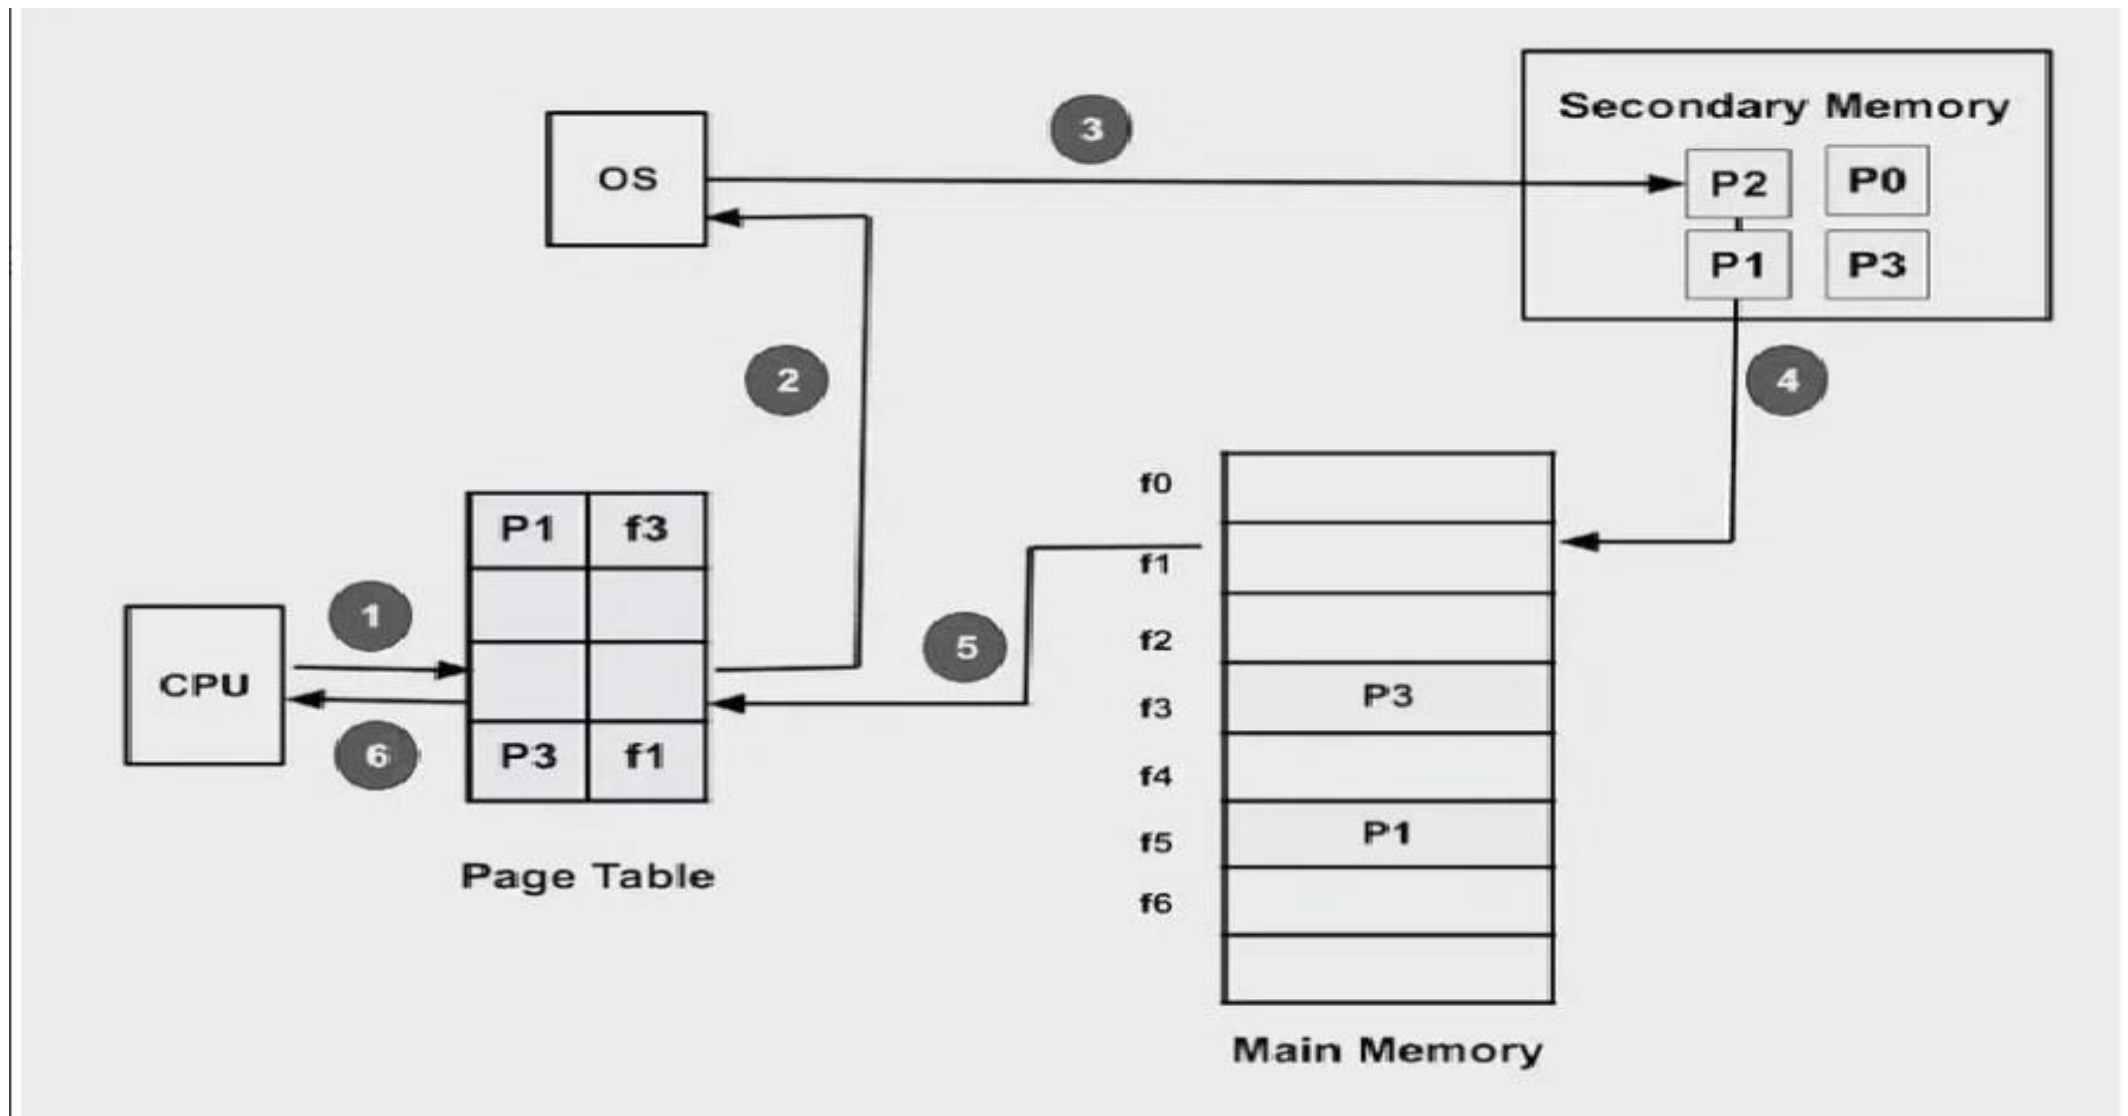 3
Secondary Memory
OS
P2 P0
P1 P3
2
4
f0
P1 f3
f1
1
5
f2
CPU
P3
f3
6
P3 f1
f4
P1
f5
Page Table
f6
Main Memory